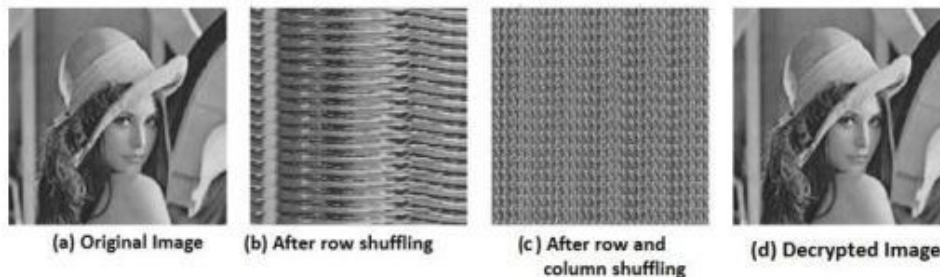 (a) Original Image
(b) After row shuffling
(c) After row and
column shuffling
(d) Decrypted Image